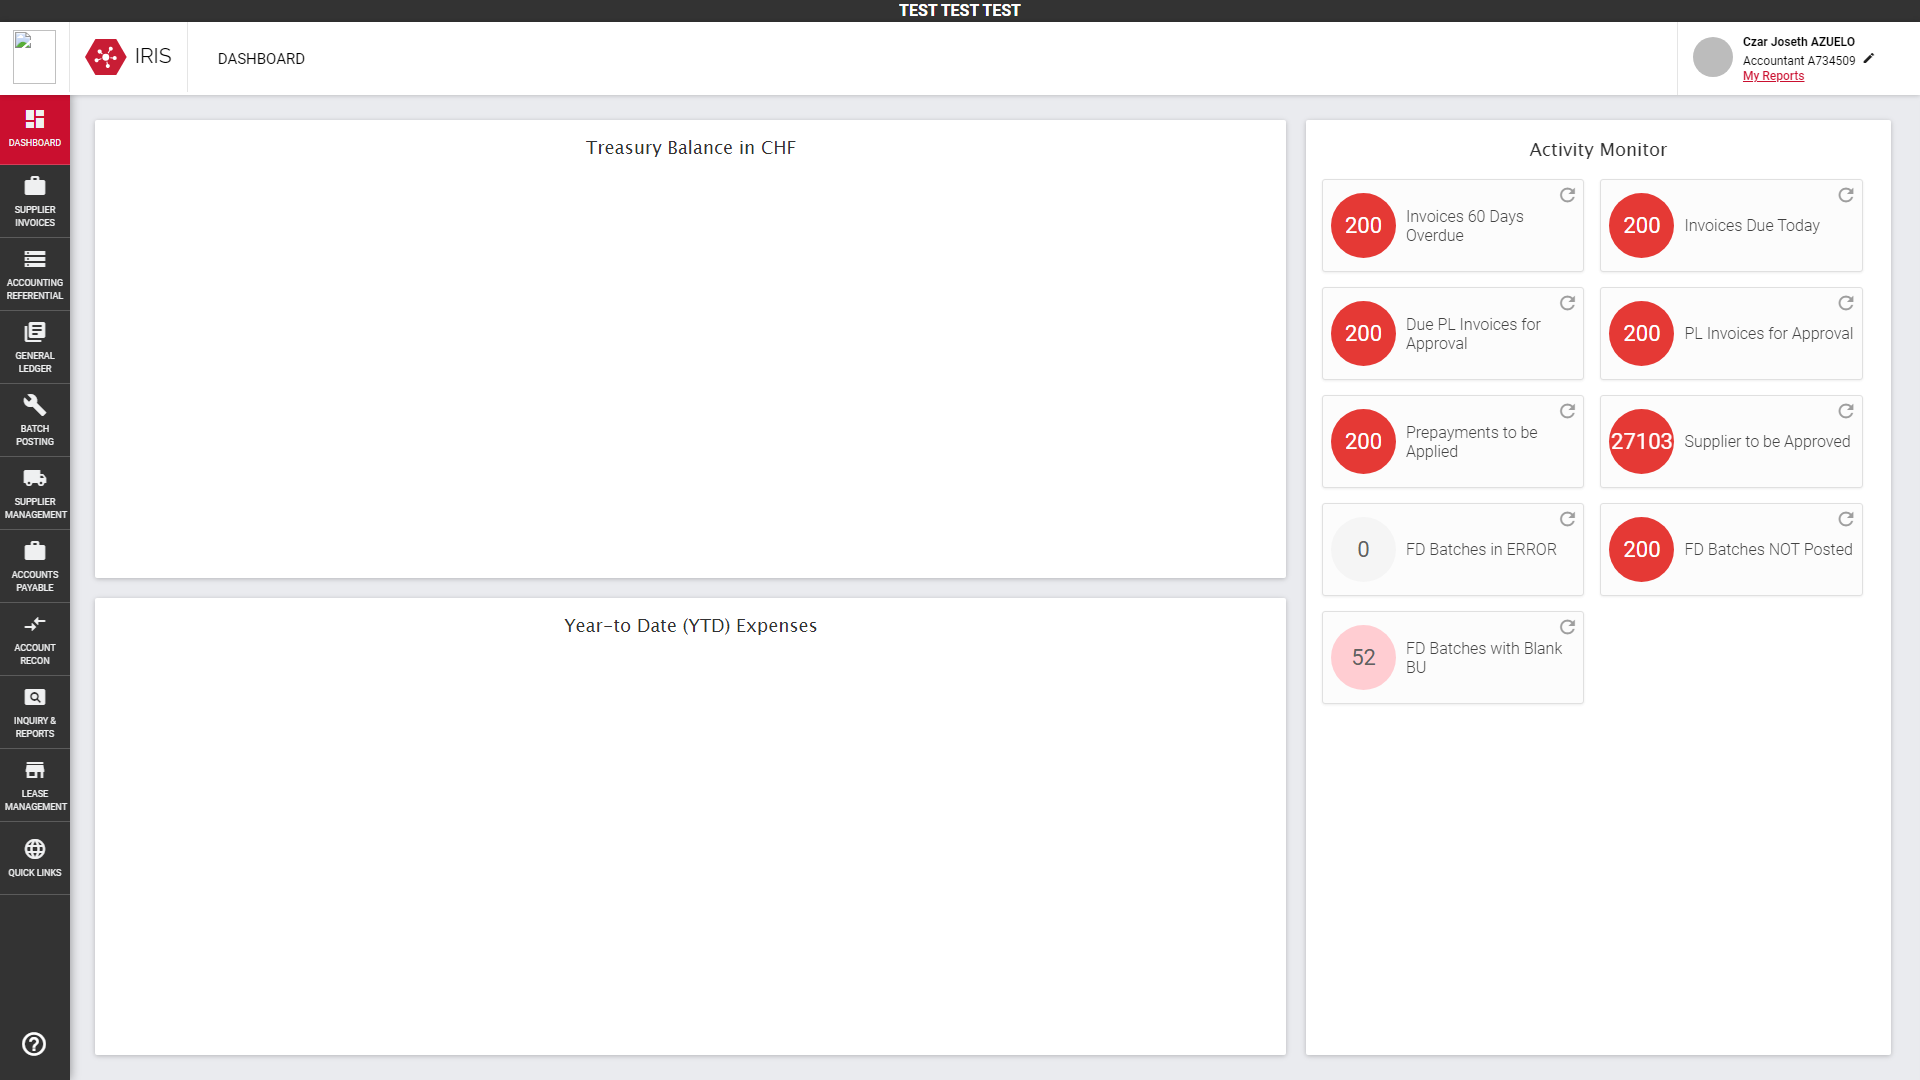 TEST TEST TEST
IRIS
DASHBOARD
Czar Joseth AZUELO
Accountant A734509
My Reports
DASHBOARD
SUPPLIER
INVOICES
ACCOUNTING
REFERENTIAL
GENERAL
LEDGER
BATCH
POSTING
SUPPLIER
MANAGEMENT
ACCOUNTS
PAYABLE
ACCOUNT
RECON
INQUIRY &
REPORTS
LEASE
MANAGEMENT
QUICK LINKS
Treasury Balance in CHF
Year-to Date (YTD) Expenses
Activity Monitor
200
Invoices 60 Days
Overdue
200
Invoices Due Today
200
Due PL Invoices for
Approval
200
PL Invoices for Approval
200
Prepayments to be
Applied
27103
Supplier to be Approved
0
FD Batches in ERROR
200
FD Batches NOT Posted
52
FD Batches with Blank
BU